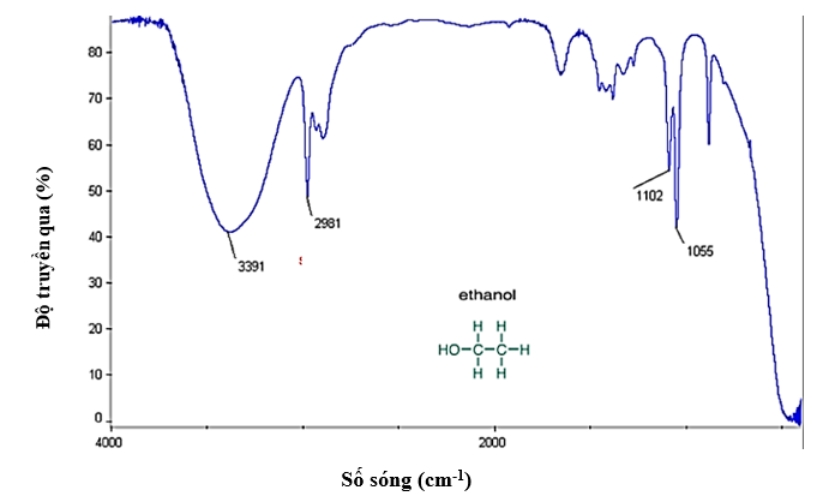 Độ truyền qua (%)
80
70
60
50
40
30
20
10
0
4000
2000
3391
2981
1102
1055
ethanol
H H
HO-C-C-H
H H
Số sóng (cm-1)